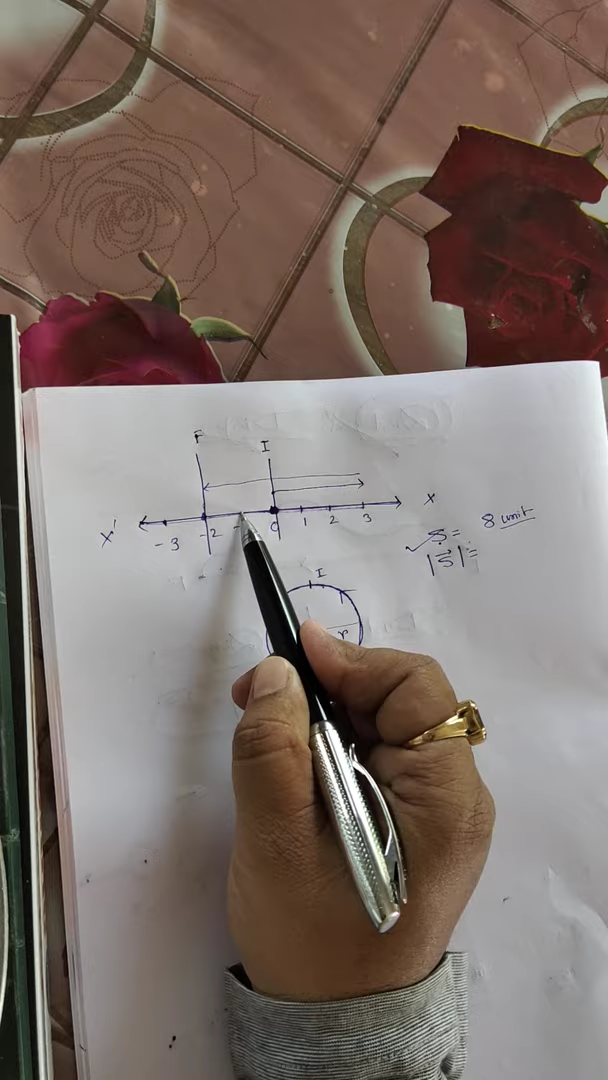 F
I
X' -3 -2 0 1 2 3 X
S = 8 unit
|S⃗| =
I
r